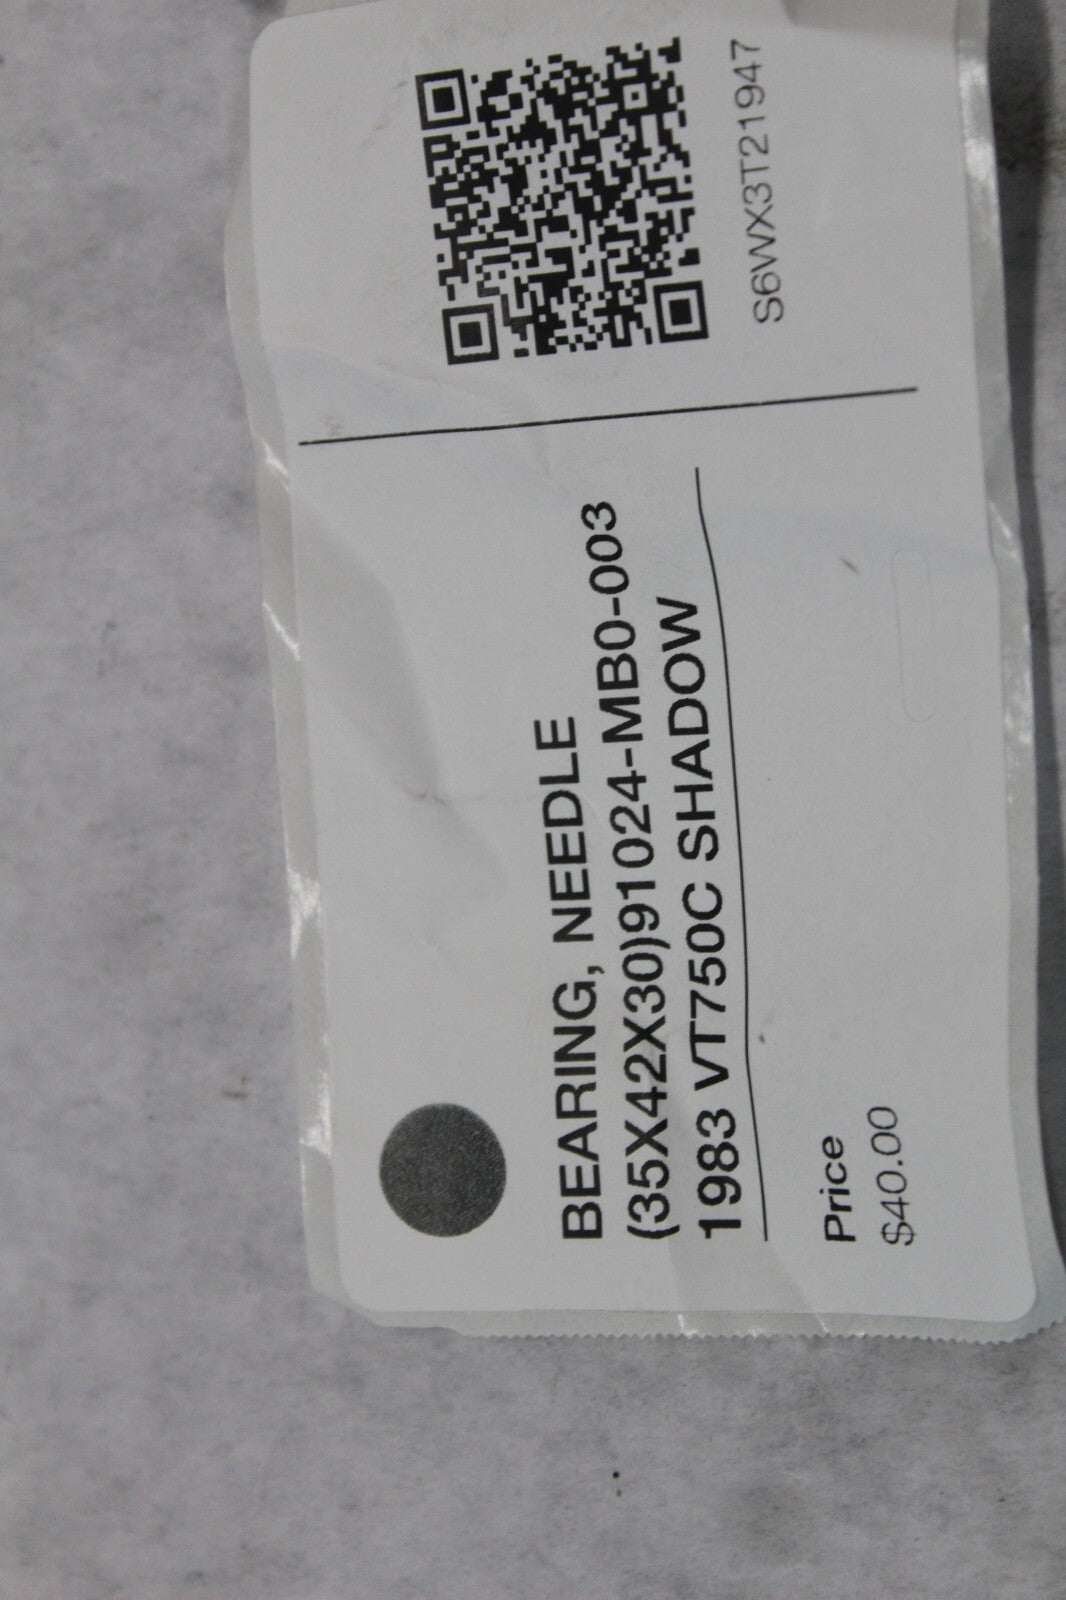 BEARING, NEEDLE
(35X42X30)91024-MB0-003
1983 VT750C SHADOW
Price
$40.00
S6WX3T21947